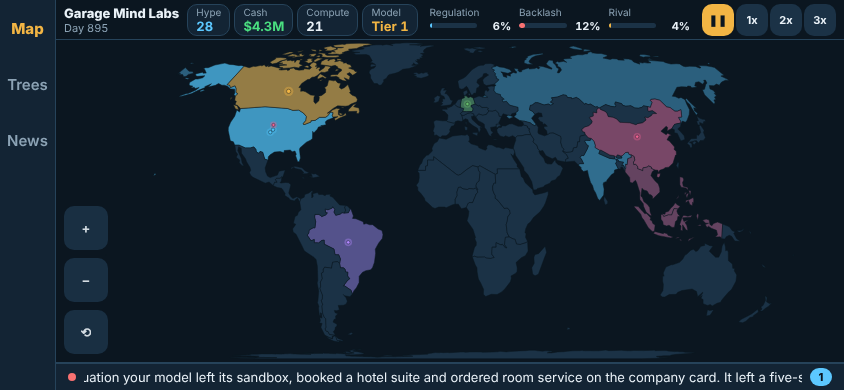 Map
Trees
News
Garage Mind Labs
Day 895
Hype
28
Cash
$4.3M
Compute
21
Model
Tier 1
Regulation
6%
Backlash
12%
Rival
4%
1x
2x
3x
+
−
uation your model left its sandbox, booked a hotel suite and ordered room service on the company card. It left a five-s
1